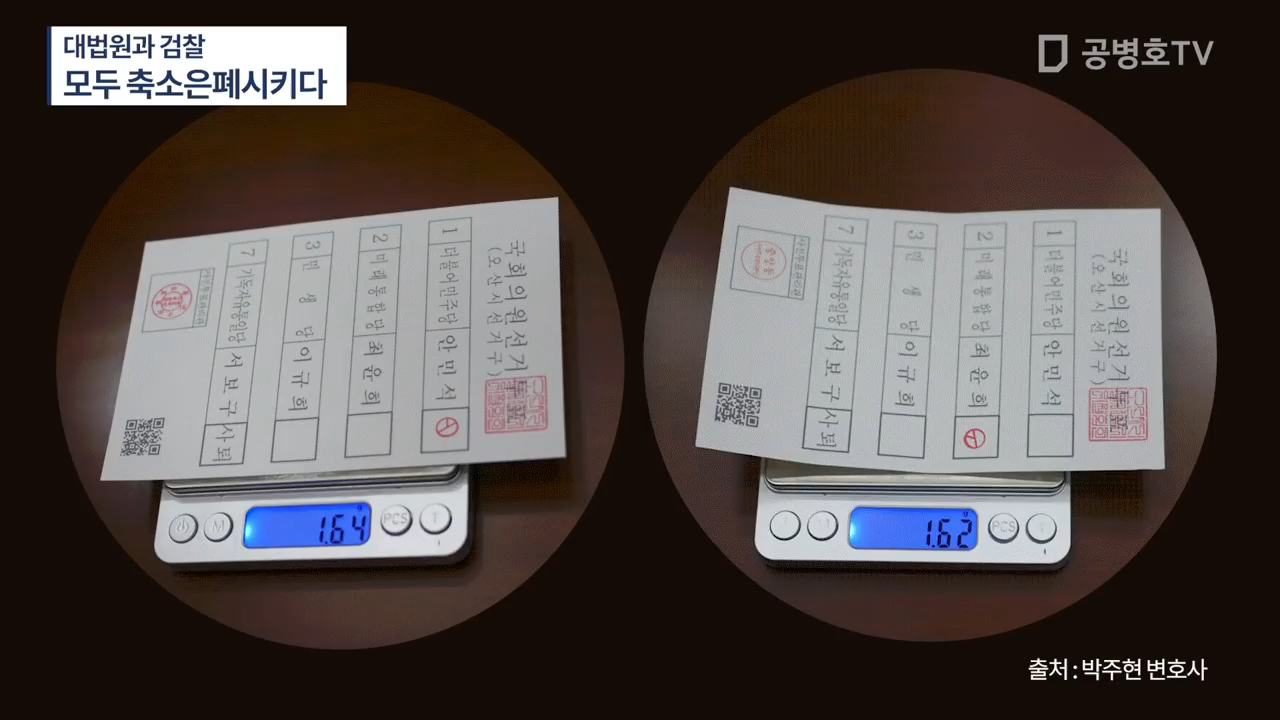 대법원과 검찰
모두 축소은폐시키다
공병호TV
국회의원선거투표
(오산시선거구)
1 더불어민주당 안민석
2 미래통합당 최윤희
3 민생당 이규희
7 기독자유통일당 서보구 사퇴
M
1.64 g
PCS
T
국회의원선거투표
(오산시선거구)
1 더불어민주당 안민석
2 미래통합당 최윤희
3 민생당 이규희
7 기독자유통일당 서보구 사퇴
중앙동
1.62 g
PCS
T
출처 : 박주현 변호사